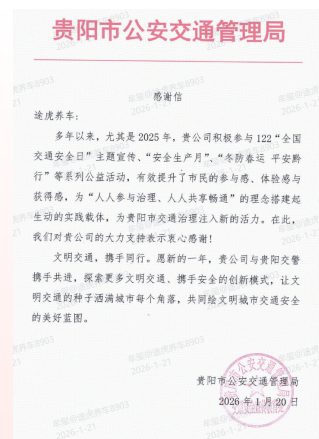 贵阳市公安交通管理局
感谢信
途虎养车:
多年以来,尤其是 2025 年,贵公司积极参与 122“全国
交通安全日”主题宣传、“安全生产月”、“冬防春运 平安黔
行”等系列公益活动,有效提升了市民的参与感、体验感与
获得感,为“人人参与治理、人人共享畅通”的理念搭建起
生动的实践载体,为贵阳市交通治理注入新的活力。在此,
我们对贵公司的大力支持表示衷心感谢!
文明交通,携手同行。愿新的一年,贵公司与贵阳交警
携手共进,探索更多文明交通、携手安全的创新模式,让文
明交通的种子洒满城市每个角落,共同绘文明城市交通安全
的美好蓝图。
贵阳市公安交通管理局
2026 年 1 月 20 日
2026-1-21